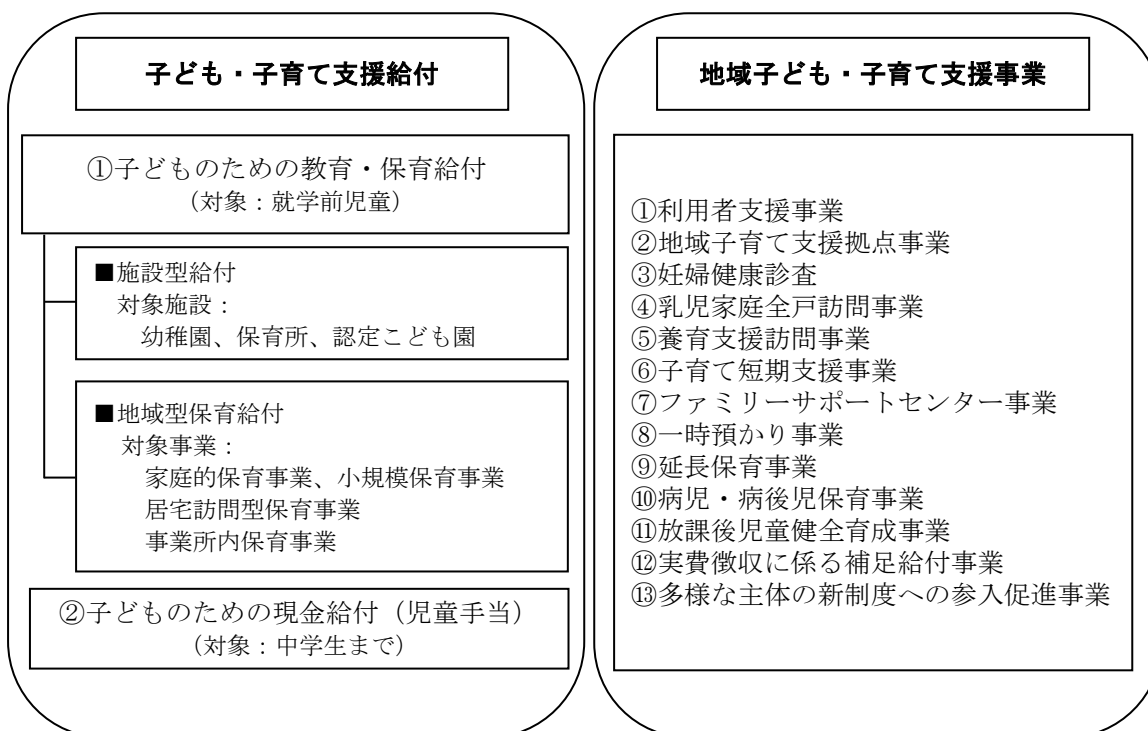 子ども・子育て支援給付
①子どものための教育・保育給付
（対象：就学前児童）
■施設型給付
対象施設：
幼稚園、保育所、認定こども園
■地域型保育給付
対象事業：
家庭的保育事業、小規模保育事業
居宅訪問型保育事業
事業所内保育事業
②子どものための現金給付（児童手当）
（対象：中学生まで）
地域子ども・子育て支援事業
①利用者支援事業
②地域子育て支援拠点事業
③妊婦健康診査
④乳児家庭全戸訪問事業
⑤養育支援訪問事業
⑥子育て短期支援事業
⑦ファミリーサポートセンター事業
⑧一時預かり事業
⑨延長保育事業
⑩病児・病後児保育事業
⑪放課後児童健全育成事業
⑫実費徴収に係る補足給付事業
⑬多様な主体の新制度への参入促進事業